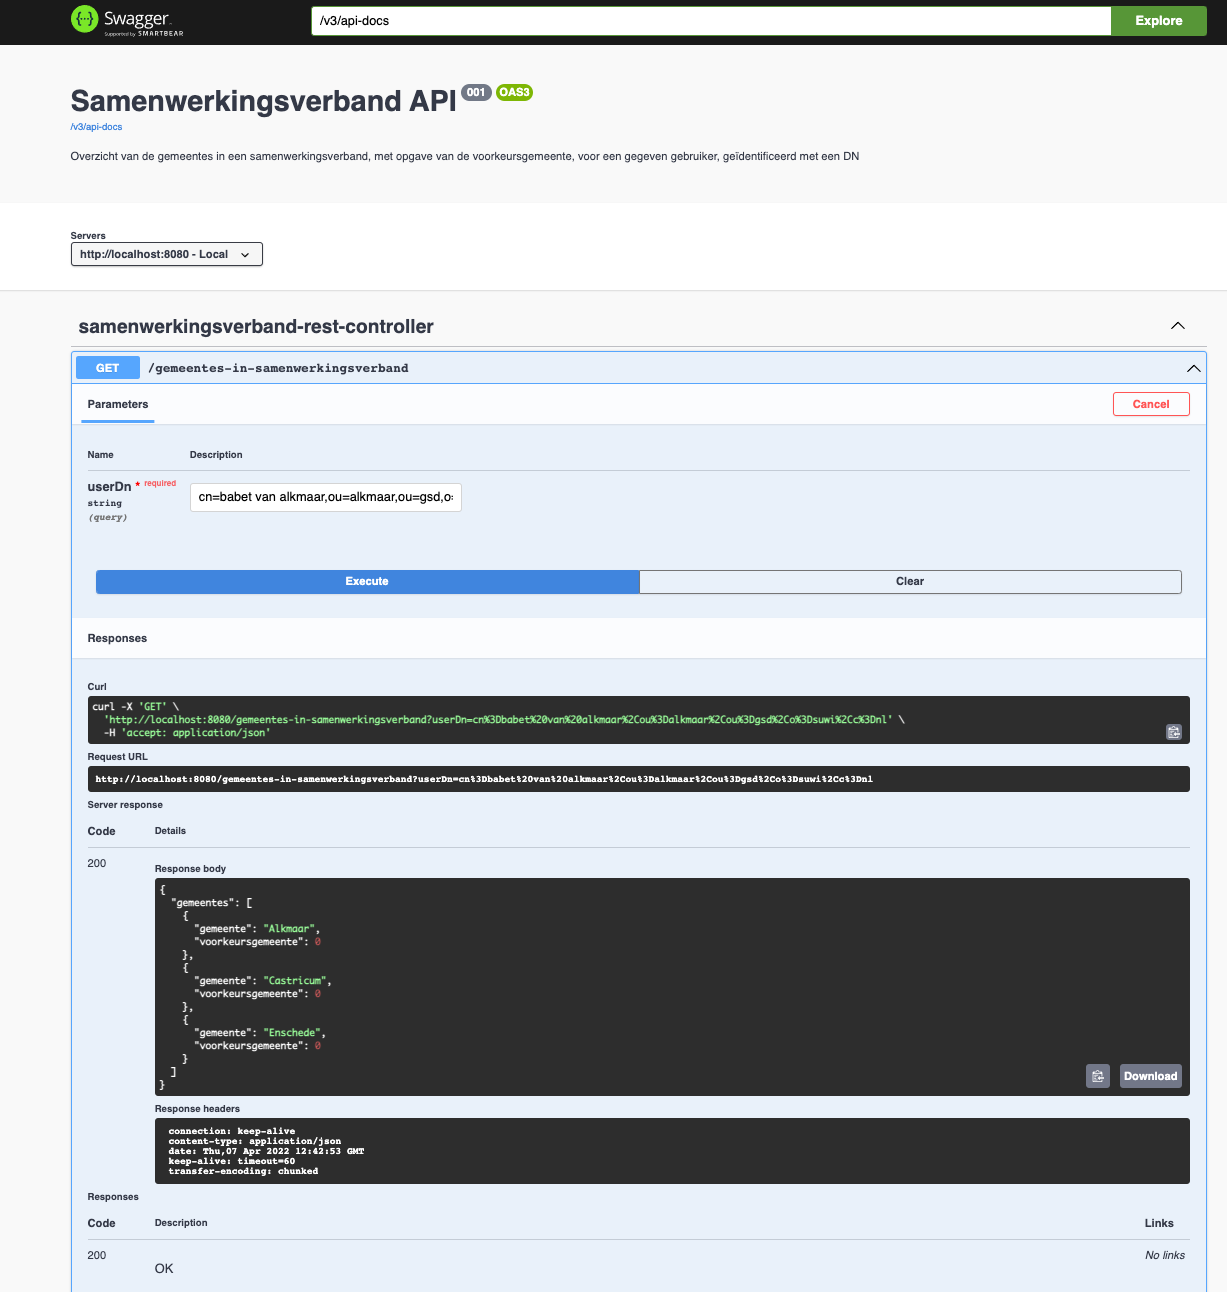 Swagger.
Supported by SMARTBEAR
/v3/api-docs
Explore
Samenwerkingsverband API 001 OAS3
/v3/api-docs
Overzicht van de gemeentes in een samenwerkingsverband, met opgave van de voorkeursgemeente, voor een gegeven gebruiker, geïdentificeerd met een DN
Servers
http://localhost:8080 - Local
samenwerkingsverband-rest-controller
GET /gemeentes-in-samenwerkingsverband
Parameters
Cancel
Name Description
userDn * required
string
(query)
cn=babet van alkmaar,ou=alkmaar,ou=gsd,o=
Execute
Clear
Responses
Curl
curl -X 'GET' \
  'http://localhost:8080/gemeentes-in-samenwerkingsverband?userDn=cn%3Dbabet%20van%20alkmaar%2Cou%3Dalkmaar%2Cou%3Dgsd%2Co%3Dsuwi%2Cc%3Dnl' \
  -H 'accept: application/json'
Request URL
http://localhost:8080/gemeentes-in-samenwerkingsverband?userDn=cn%3Dbabet%20van%20alkmaar%2Cou%3Dalkmaar%2Cou%3Dgsd%2Co%3Dsuwi%2Cc%3Dnl
Server response
Code Details
200
Response body
{
  "gemeentes": [
    {
      "gemeente": "Alkmaar",
      "voorkeursgemeente": 0
    },
    {
      "gemeente": "Castricum",
      "voorkeursgemeente": 0
    },
    {
      "gemeente": "Enschede",
      "voorkeursgemeente": 0
    }
  ]
}
Download
Response headers
connection: keep-alive
content-type: application/json
date: Thu,07 Apr 2022 12:42:53 GMT
keep-alive: timeout=60
transfer-encoding: chunked
Responses
Code Description Links
200 No links
OK